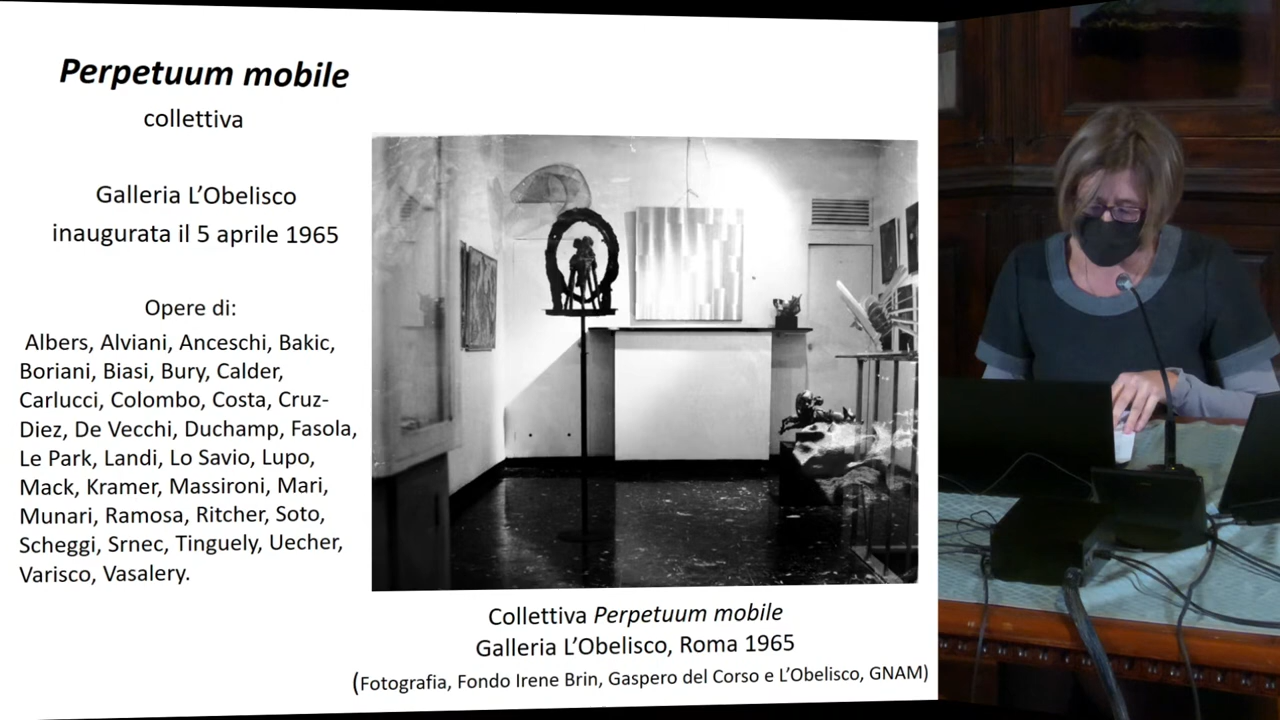 Perpetuum mobile
collettiva
Galleria L'Obelisco
inaugurata il 5 aprile 1965
Opere di:
Albers, Alviani, Anceschi, Bakic,
Boriani, Biasi, Bury, Calder,
Carlucci, Colombo, Costa, Cruz-
Diez, De Vecchi, Duchamp, Fasola,
Le Park, Landi, Lo Savio, Lupo,
Mack, Kramer, Massironi, Mari,
Munari, Ramosa, Ritcher, Soto,
Scheggi, Srnec, Tinguely, Uecher,
Varisco, Vasalery.
Collettiva Perpetuum mobile
Galleria L'Obelisco, Roma 1965
(Fotografia, Fondo Irene Brin, Gaspero del Corso e L'Obelisco, GNAM)